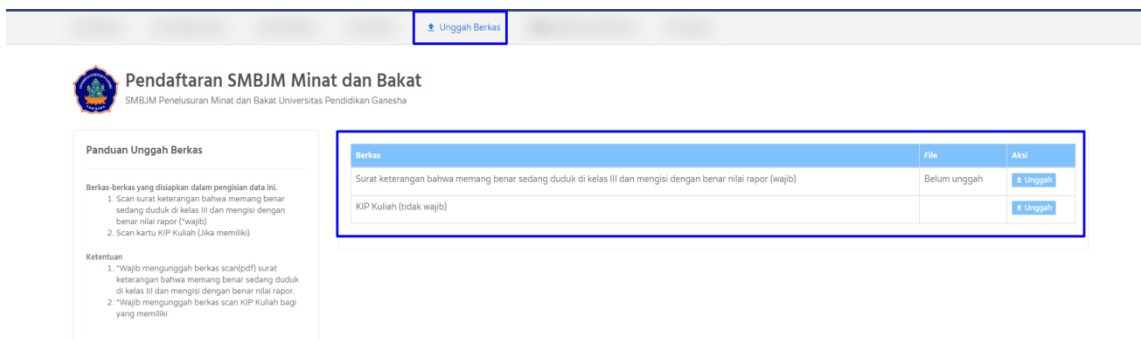 Unggah Berkas
Pendaftaran SMBJM Minat dan Bakat
SMBJM Penelusuran Minat dan Bakat Universitas Pendidikan Ganesha
Panduan Unggah Berkas
Berkas-berkas yang disiapkan dalam pengisian data ini.
1. Scan surat keterangan bahwa memang benar
sedang duduk di kelas III dan mengisi dengan
benar nilai rapor (*wajib)
2. Scan kartu KIP Kuliah (Jika memiliki)
Ketentuan
1. *Wajib mengunggah berkas scan(pdf) surat
keterangan bahwa memang benar sedang duduk
di kelas III dan mengisi dengan benar nilai rapor.
2. *Wajib mengunggah berkas scan KIP Kuliah bagi
yang memiliki
Berkas File Aksi
Surat keterangan bahwa memang benar sedang duduk di kelas III dan mengisi dengan benar nilai rapor (wajib) Belum unggah Unggah
KIP Kuliah (tidak wajib) Unggah